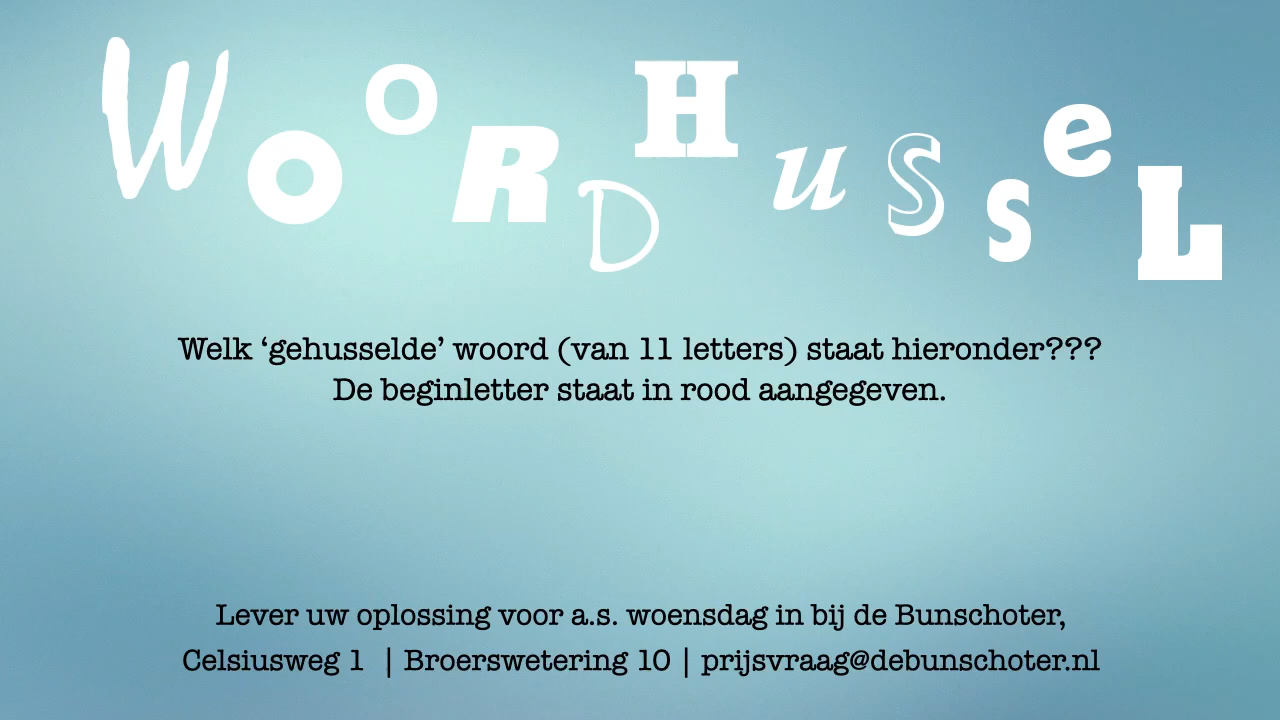 WOORDHuSSeL
Welk ‘gehusselde’ woord (van 11 letters) staat hieronder???
De beginletter staat in rood aangegeven.
Lever uw oplossing voor a.s. woensdag in bij de Bunschoter,
Celsiusweg 1 | Broerswetering 10 | prijsvraag@debunschoter.nl